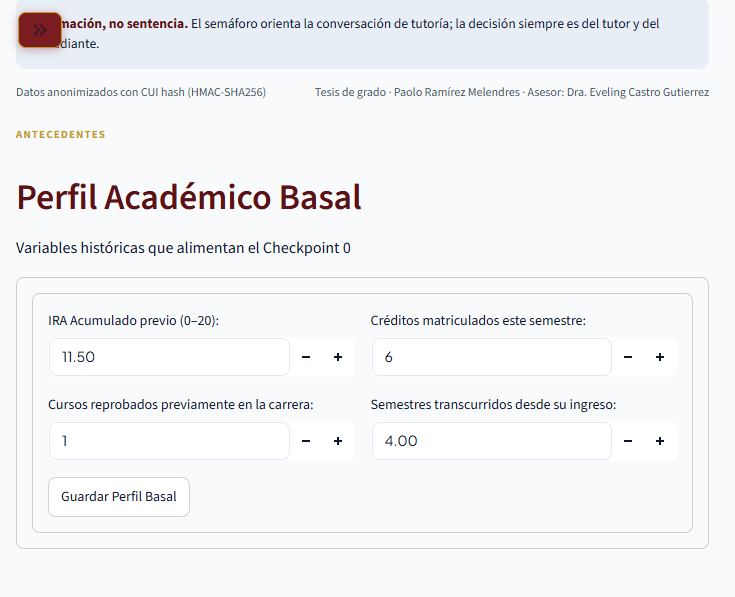 mación, no sentencia. El semáforo orienta la conversación de tutoría; la decisión siempre es del tutor y del
diante.
Datos anonimizados con CUI hash (HMAC-SHA256)
Tesis de grado · Paolo Ramírez Melendres · Asesor: Dra. Eveling Castro Gutierrez
ANTECEDENTES
Perfil Académico Basal
Variables históricas que alimentan el Checkpoint 0
IRA Acumulado previo (0–20):
Créditos matriculados este semestre:
11.50
6
Cursos reprobados previamente en la carrera:
Semestres transcurridos desde su ingreso:
1
4.00
Guardar Perfil Basal